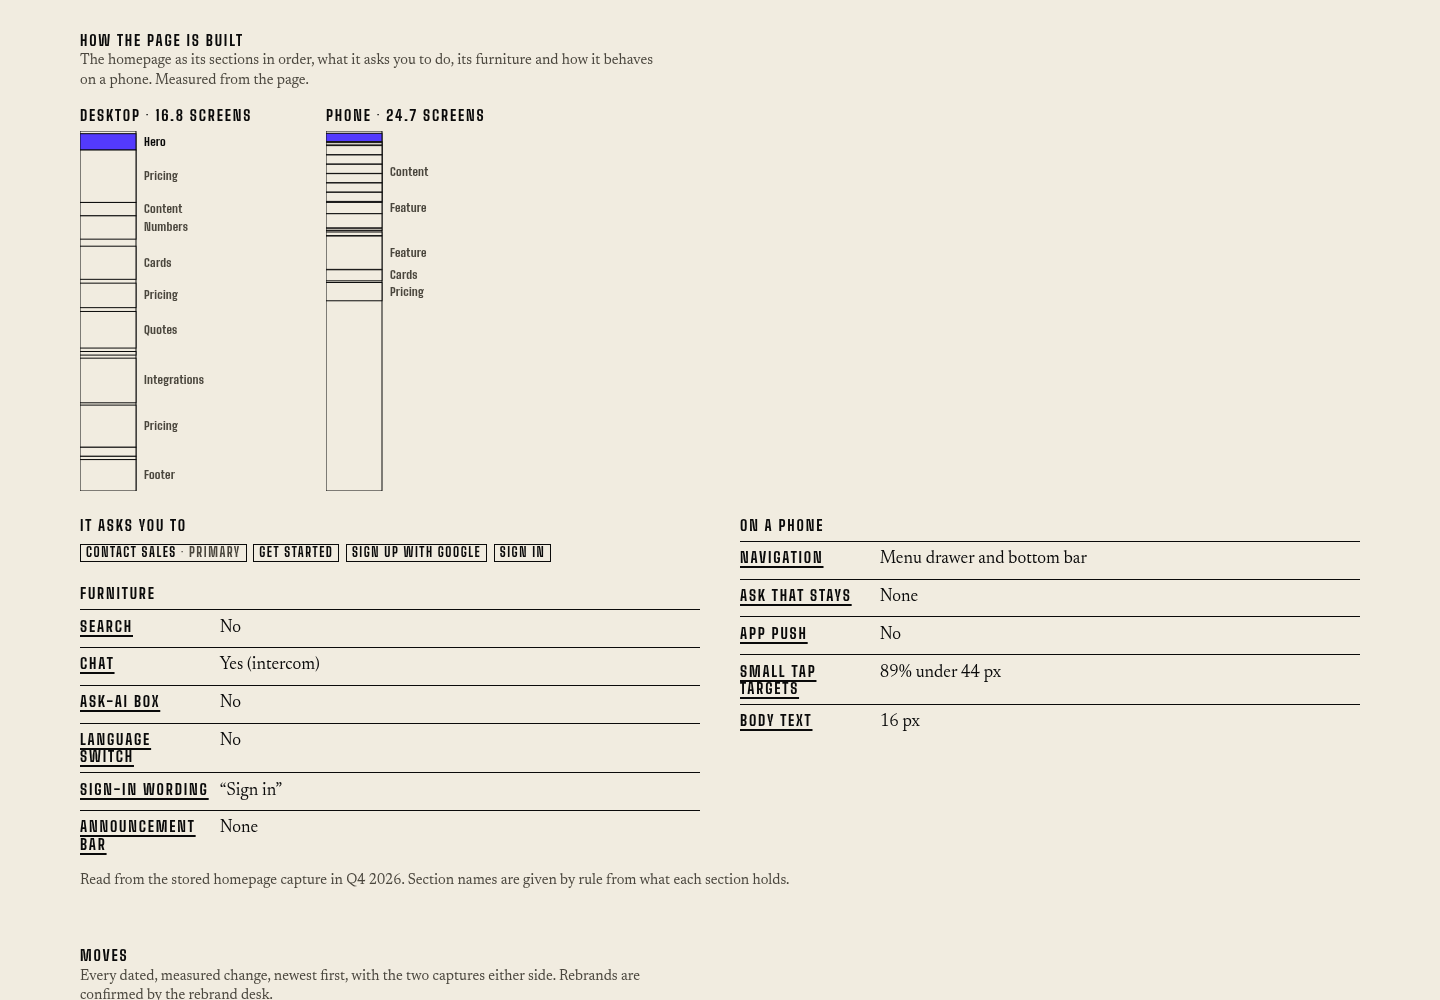 HOW THE PAGE IS BUILT
The homepage as its sections in order, what it asks you to do, its furniture and how it behaves
on a phone. Measured from the page.
DESKTOP · 16.8 SCREENS
Hero
Pricing
Content
Numbers
Cards
Pricing
Quotes
Integrations
Pricing
Footer
PHONE · 24.7 SCREENS
Content
Feature
Feature
Cards
Pricing
IT ASKS YOU TO
CONTACT SALES · PRIMARY GET STARTED SIGN UP WITH GOOGLE SIGN IN
FURNITURE
SEARCH No
CHAT Yes (intercom)
ASK-AI BOX No
LANGUAGE No
SWITCH
SIGN-IN WORDING “Sign in”
ANNOUNCEMENT None
BAR
ON A PHONE
NAVIGATION Menu drawer and bottom bar
ASK THAT STAYS None
APP PUSH No
SMALL TAP 89% under 44 px
TARGETS
BODY TEXT 16 px
Read from the stored homepage capture in Q4 2026. Section names are given by rule from what each section holds.
MOVES
Every dated, measured change, newest first, with the two captures either side. Rebrands are
confirmed by the rebrand desk.